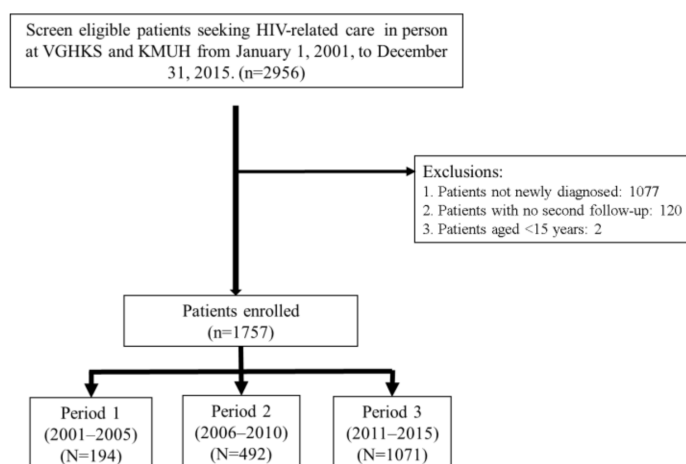 Screen eligible patients seeking HIV-related care in person
at VGHKS and KMUH from January 1, 2001, to December
31, 2015. (n=2956)
Exclusions:
1. Patients not newly diagnosed: 1077
2. Patients with no second follow-up: 120
3. Patients aged <15 years: 2
Patients enrolled
(n=1757)
Period 1
(2001–2005)
(N=194)
Period 2
(2006–2010)
(N=492)
Period 3
(2011–2015)
(N=1071)